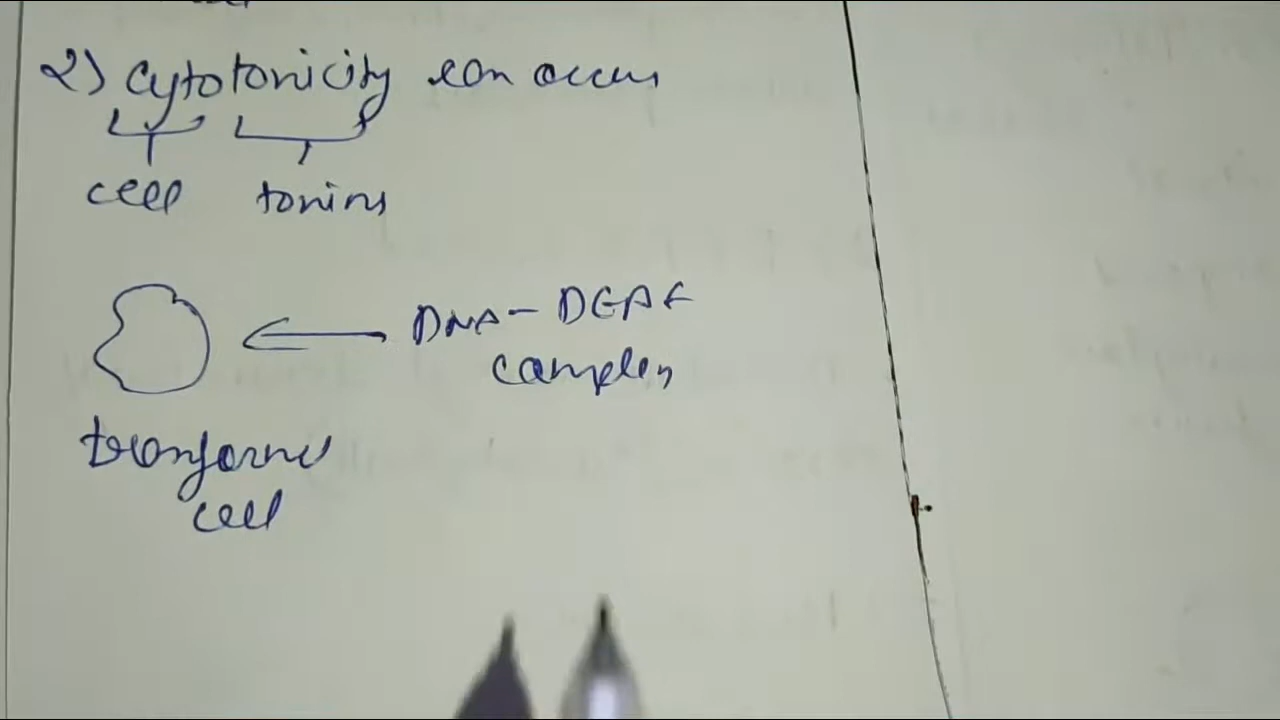 2) Cytotoxicity can occurs
cell toxins
DNA - DEAE
complex
transformed
cell